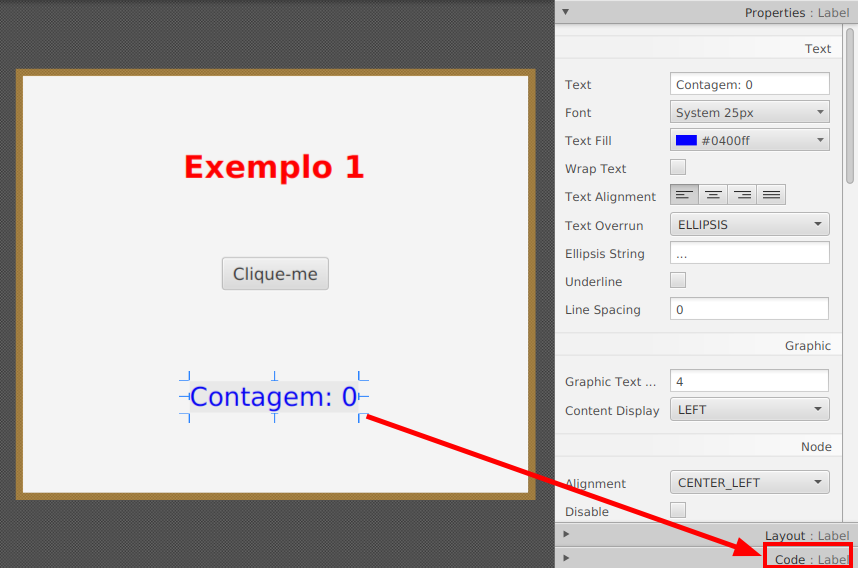 Properties : Label
Text
Text Contagem: 0
Font System 25px
Text Fill #0400ff
Wrap Text
Text Alignment
Text Overrun ELLIPSIS
Ellipsis String ...
Underline
Line Spacing 0
Graphic
Graphic Text ... 4
Content Display LEFT
Node
Alignment CENTER_LEFT
Disable
Layout : Label
Code : Label
Exemplo 1
Clique-me
Contagem: 0